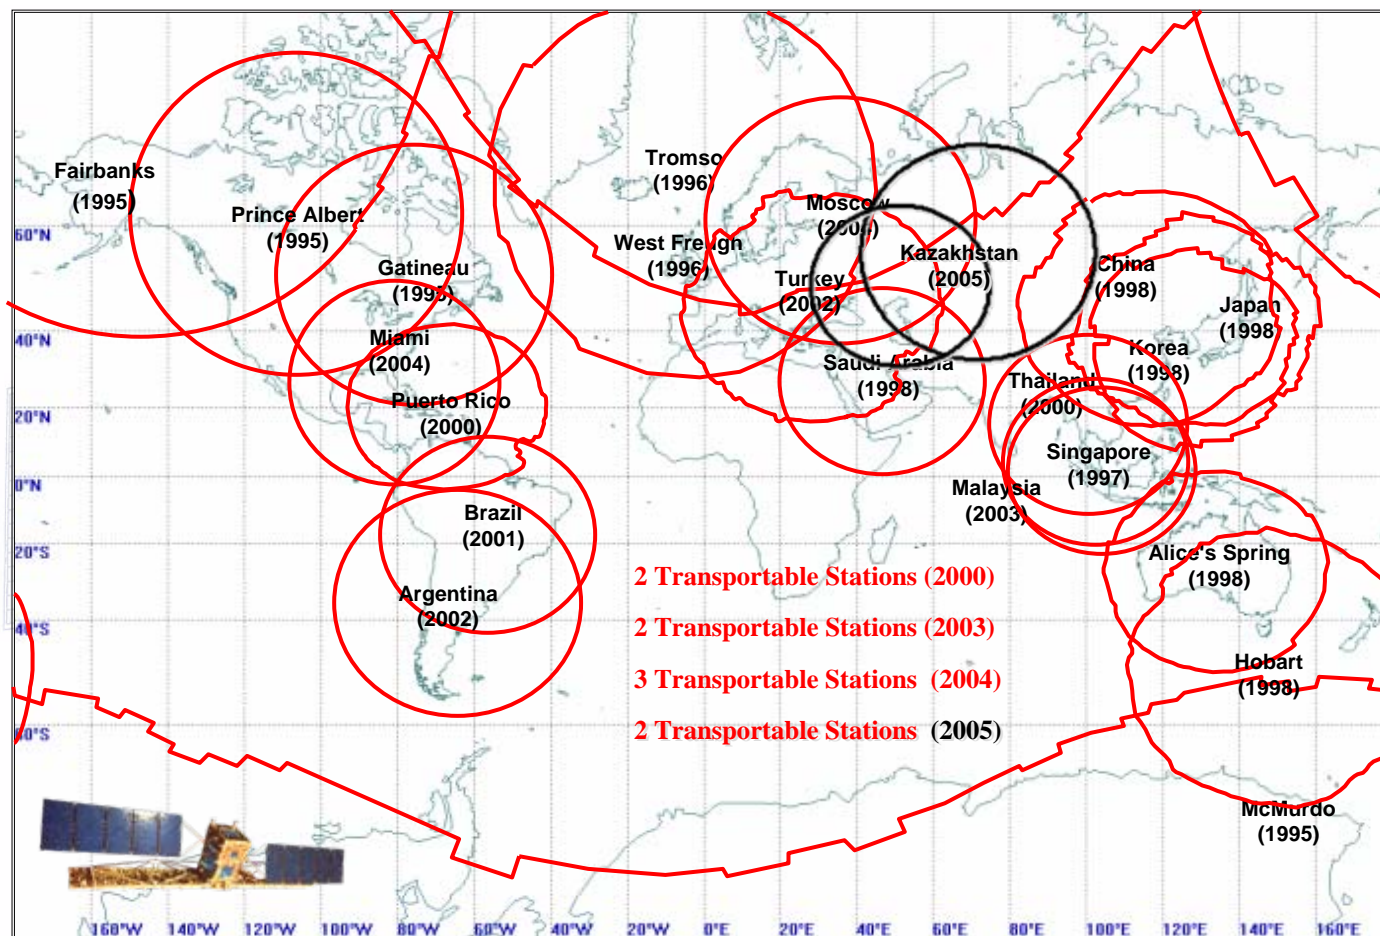 Fairbanks
(1995)
Tromso
(1996)
Prince Albert
(1995)
Moscow
(2004)
60°N
West Freugh
(1996)
Kazakhstan
(2005)
Gatineau
(1995)
Turkey
(2002)
China
(1998)
Japan
(1998
40°N
Miami
(2004)
Korea
(1998)
Saudi Arabia
(1998)
Thailand
(2000)
20°N
Puerto Rico
(2000)
Singapore
(1997)
0°N
Malaysia
(2003)
Brazil
(2001)
20°S
Alice's Spring
(1998)
2 Transportable Stations (2000)
Argentina
(2002)
40°S
2 Transportable Stations (2003)
Hobart
(1998)
3 Transportable Stations (2004)
60°S
2 Transportable Stations (2005)
McMurdo
(1995)
160°W 140°W 120°W 100°W 80°W 60°W 40°W 20°W 0°E 20°E 40°E 60°E 80°E 100°E 120°E 140°E 160°E